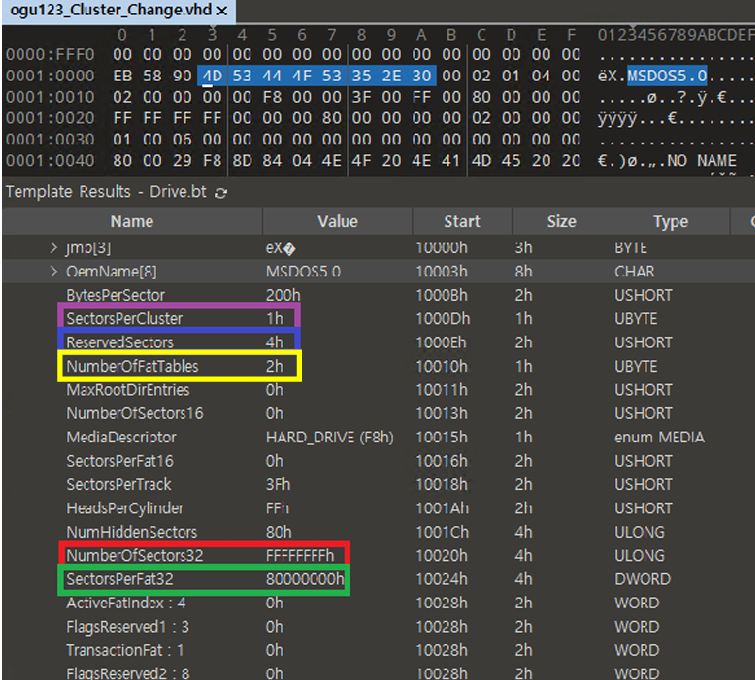 ogu123_Cluster_Change.vhd ×
0 1 2 3 4 5 6 7 8 9 A B C D E F 0123456789ABCDEF
0000:FFF0 00 00 00 00 00 00 00 00 00 00 00 00 00 00 00 00 ................
0001:0000 EB 58 90 4D 53 44 4F 53 35 2E 30 00 02 01 04 00 ëX.MSDOS5.0.....
0001:0010 02 00 00 00 00 F8 00 00 3F 00 FF 00 80 00 00 00 .....ø..?.ÿ.€...
0001:0020 FF FF FF FF 00 00 00 80 00 00 00 00 02 00 00 00 ÿÿÿÿ...€........
0001:0030 01 00 06 00 00 00 00 00 00 00 00 00 00 00 00 00 ................
0001:0040 80 00 29 F8 8D 84 04 4E 4F 20 4E 41 4D 45 20 20 €.)ø.„.NO NAME
Template Results - Drive.bt
Name Value Start Size Type
> jmp[3] ëX� 10000h 3h BYTE
> OemName[8] MSDOS5.0 10003h 8h CHAR
BytesPerSector 200h 1000Bh 2h USHORT
SectorsPerCluster 1h 1000Dh 1h UBYTE
ReservedSectors 4h 1000Eh 2h USHORT
NumberOfFatTables 2h 10010h 1h UBYTE
MaxRootDirEntries 0h 10011h 2h USHORT
NumberOfSectors16 0h 10013h 2h USHORT
MediaDescriptor HARD_DRIVE (F8h) 10015h 1h enum MEDIA
SectorsPerFat16 0h 10016h 2h USHORT
SectorsPerTrack 3Fh 10018h 2h USHORT
HeadsPerCylinder FFh 1001Ah 2h USHORT
NumHiddenSectors 80h 1001Ch 4h ULONG
NumberOfSectors32 FFFFFFFFh 10020h 4h ULONG
SectorsPerFat32 80000000h 10024h 4h DWORD
ActiveFatIndex : 4 0h 10028h 2h WORD
FlagsReserved1 : 3 0h 10028h 2h WORD
TransactionFat : 1 0h 10028h 2h WORD
FlagsReserved2 : 8 0h 10028h 2h WORD